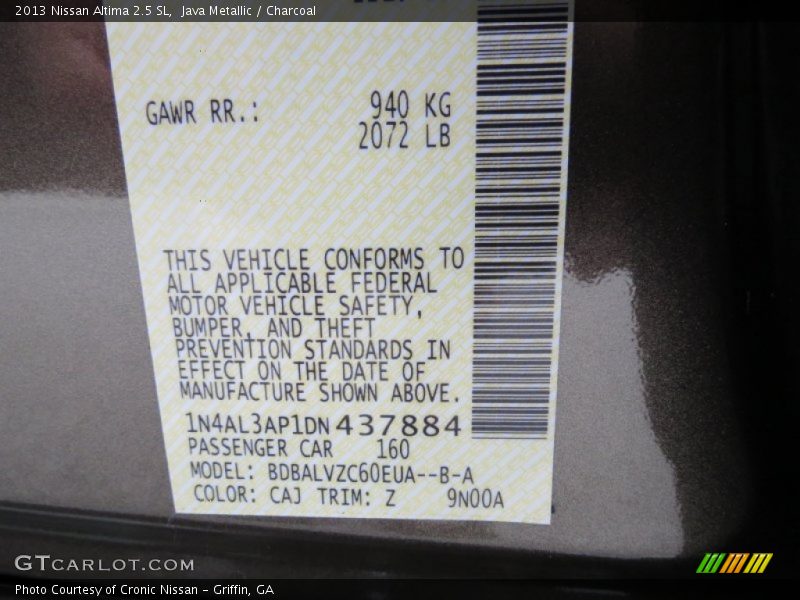 2013 Nissan Altima 2.5 SL,  Java Metallic / Charcoal
GAWR RR.: 940 KG
2072 LB
THIS VEHICLE CONFORMS TO
ALL APPLICABLE FEDERAL
MOTOR VEHICLE SAFETY,
BUMPER, AND THEFT
PREVENTION STANDARDS IN
EFFECT ON THE DATE OF
MANUFACTURE SHOWN ABOVE.
1N4AL3AP1DN437884
PASSENGER CAR 160
MODEL: BDBALVZC60EUA--B-A
COLOR: CAJ TRIM: Z 9N00A
GTCARLOT.COM
Photo Courtesy of Cronic Nissan - Griffin, GA